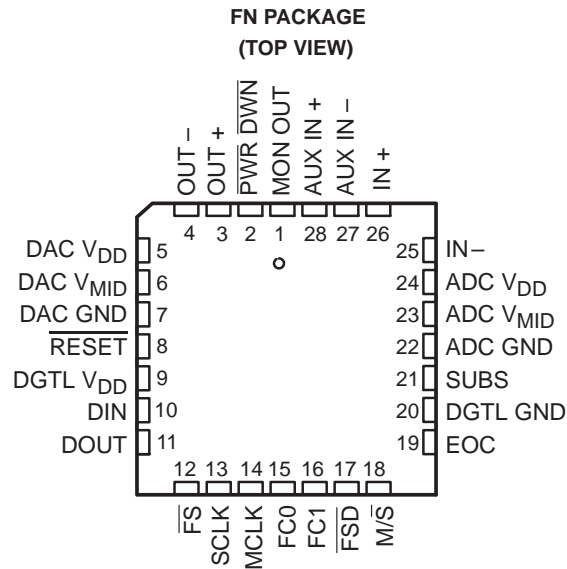 FN PACKAGE
(TOP VIEW)
OUT –
OUT +
PWR DWN
MON OUT
AUX IN +
AUX IN –
IN +
4
3
2
1
28
27
26
DAC VDD
5
DAC VMID
6
DAC GND
7
RESET
8
DGTL VDD
9
DIN
10
DOUT
11
25
IN–
24
ADC VDD
23
ADC VMID
22
ADC GND
21
SUBS
20
DGTL GND
19
EOC
12
13
14
15
16
17
18
FS
SCLK
MCLK
FC0
FC1
FSD
M/S